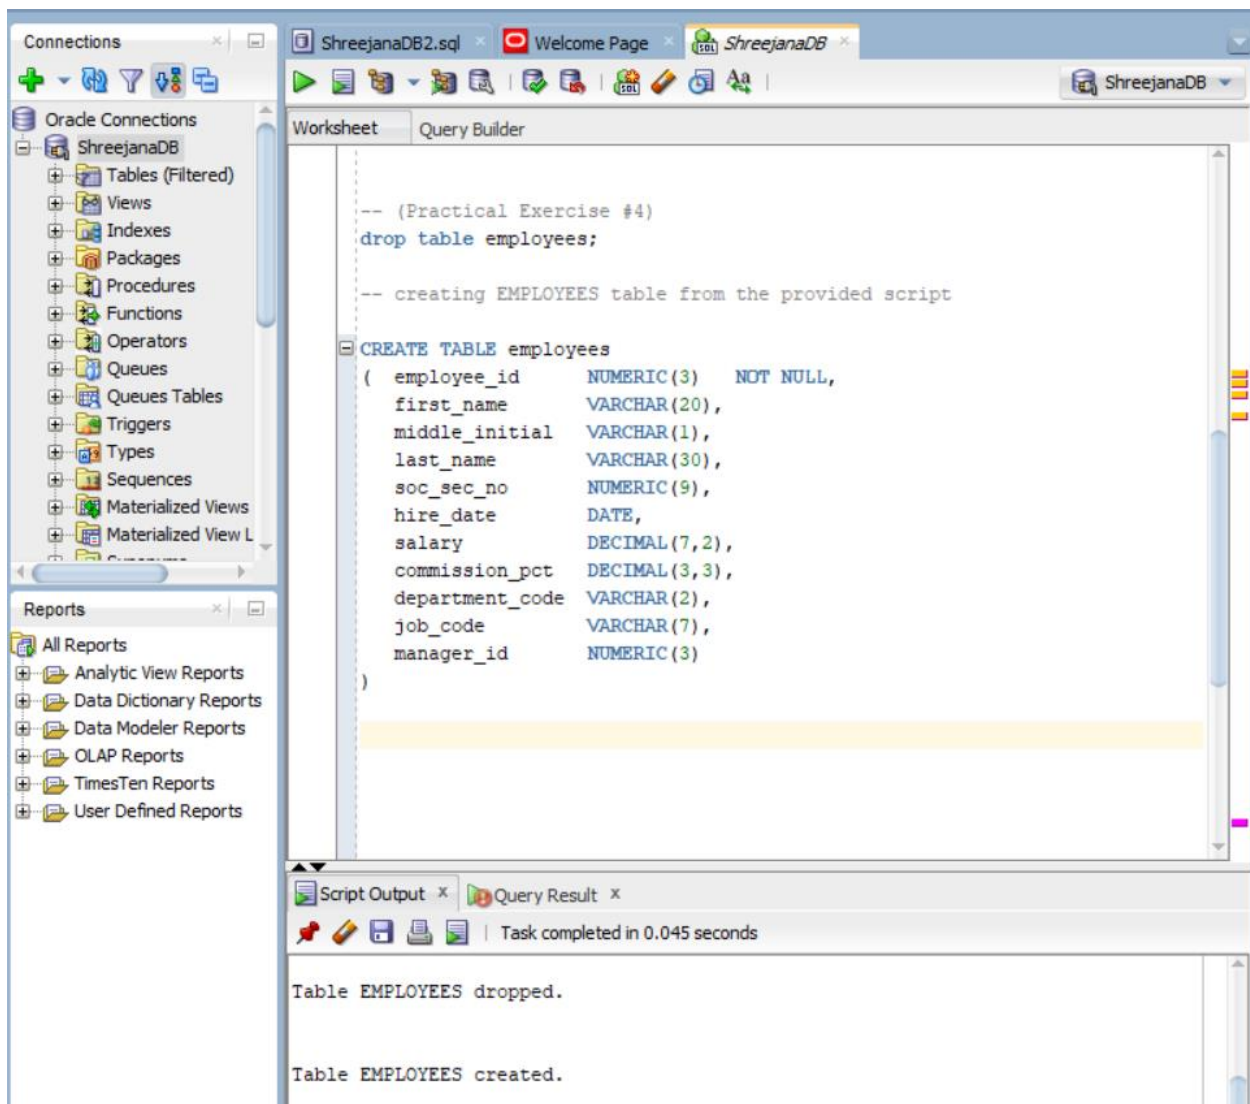 Connections
Oracle Connections
ShreejanaDB
Tables (Filtered)
Views
Indexes
Packages
Procedures
Functions
Operators
Queues
Queues Tables
Triggers
Types
Sequences
Materialized Views
Materialized View L
Reports
All Reports
Analytic View Reports
Data Dictionary Reports
Data Modeler Reports
OLAP Reports
TimesTen Reports
User Defined Reports
ShreejanaDB2.sql
Welcome Page
ShreejanaDB
ShreejanaDB
Worksheet Query Builder
-- (Practical Exercise #4)
drop table employees;
-- creating EMPLOYEES table from the provided script
CREATE TABLE employees
( employee_id NUMERIC(3) NOT NULL,
first_name VARCHAR(20),
middle_initial VARCHAR(1),
last_name VARCHAR(30),
soc_sec_no NUMERIC(9),
hire_date DATE,
salary DECIMAL(7,2),
commission_pct DECIMAL(3,3),
department_code VARCHAR(2),
job_code VARCHAR(7),
manager_id NUMERIC(3)
)
Script Output x Query Result x
Task completed in 0.045 seconds
Table EMPLOYEES dropped.
Table EMPLOYEES created.